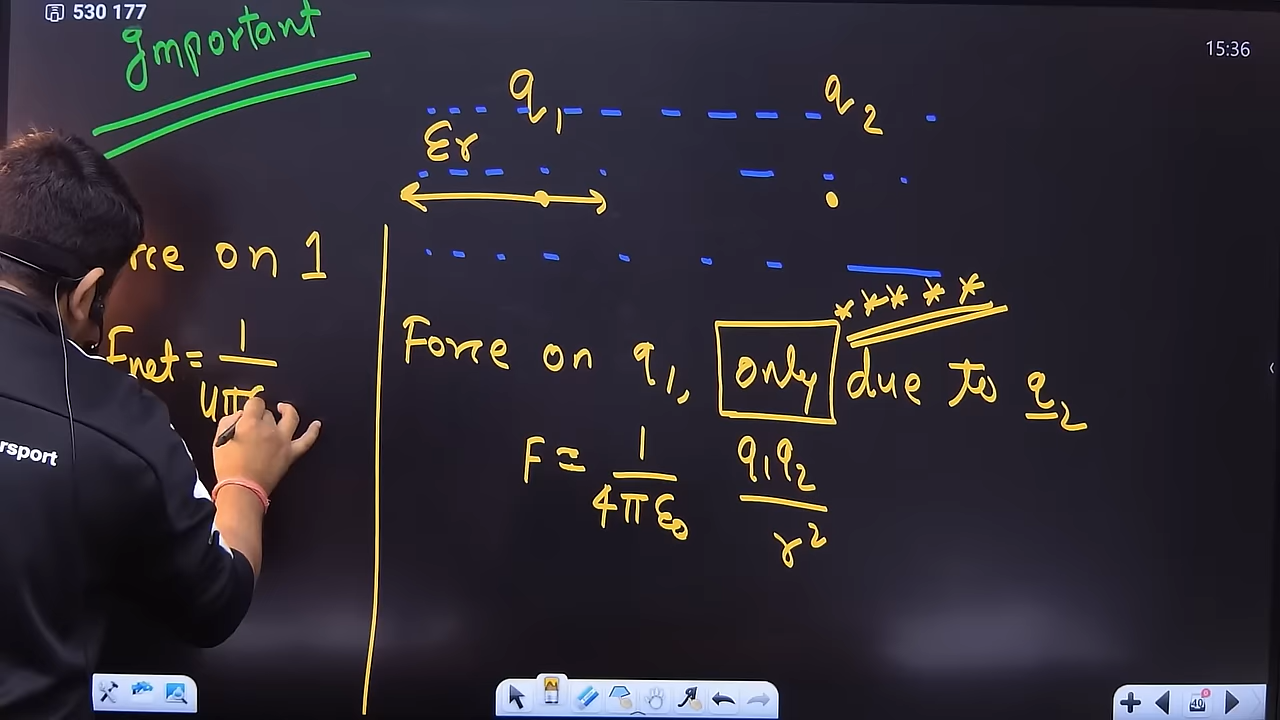 530 177
Important
15:36
q₁ q₂
εr
on 1
Fnet = 1
4π
Force on q₁, only due to q₂
*****
F = 1/4πε₀ q₁q₂/r²
rsport
40